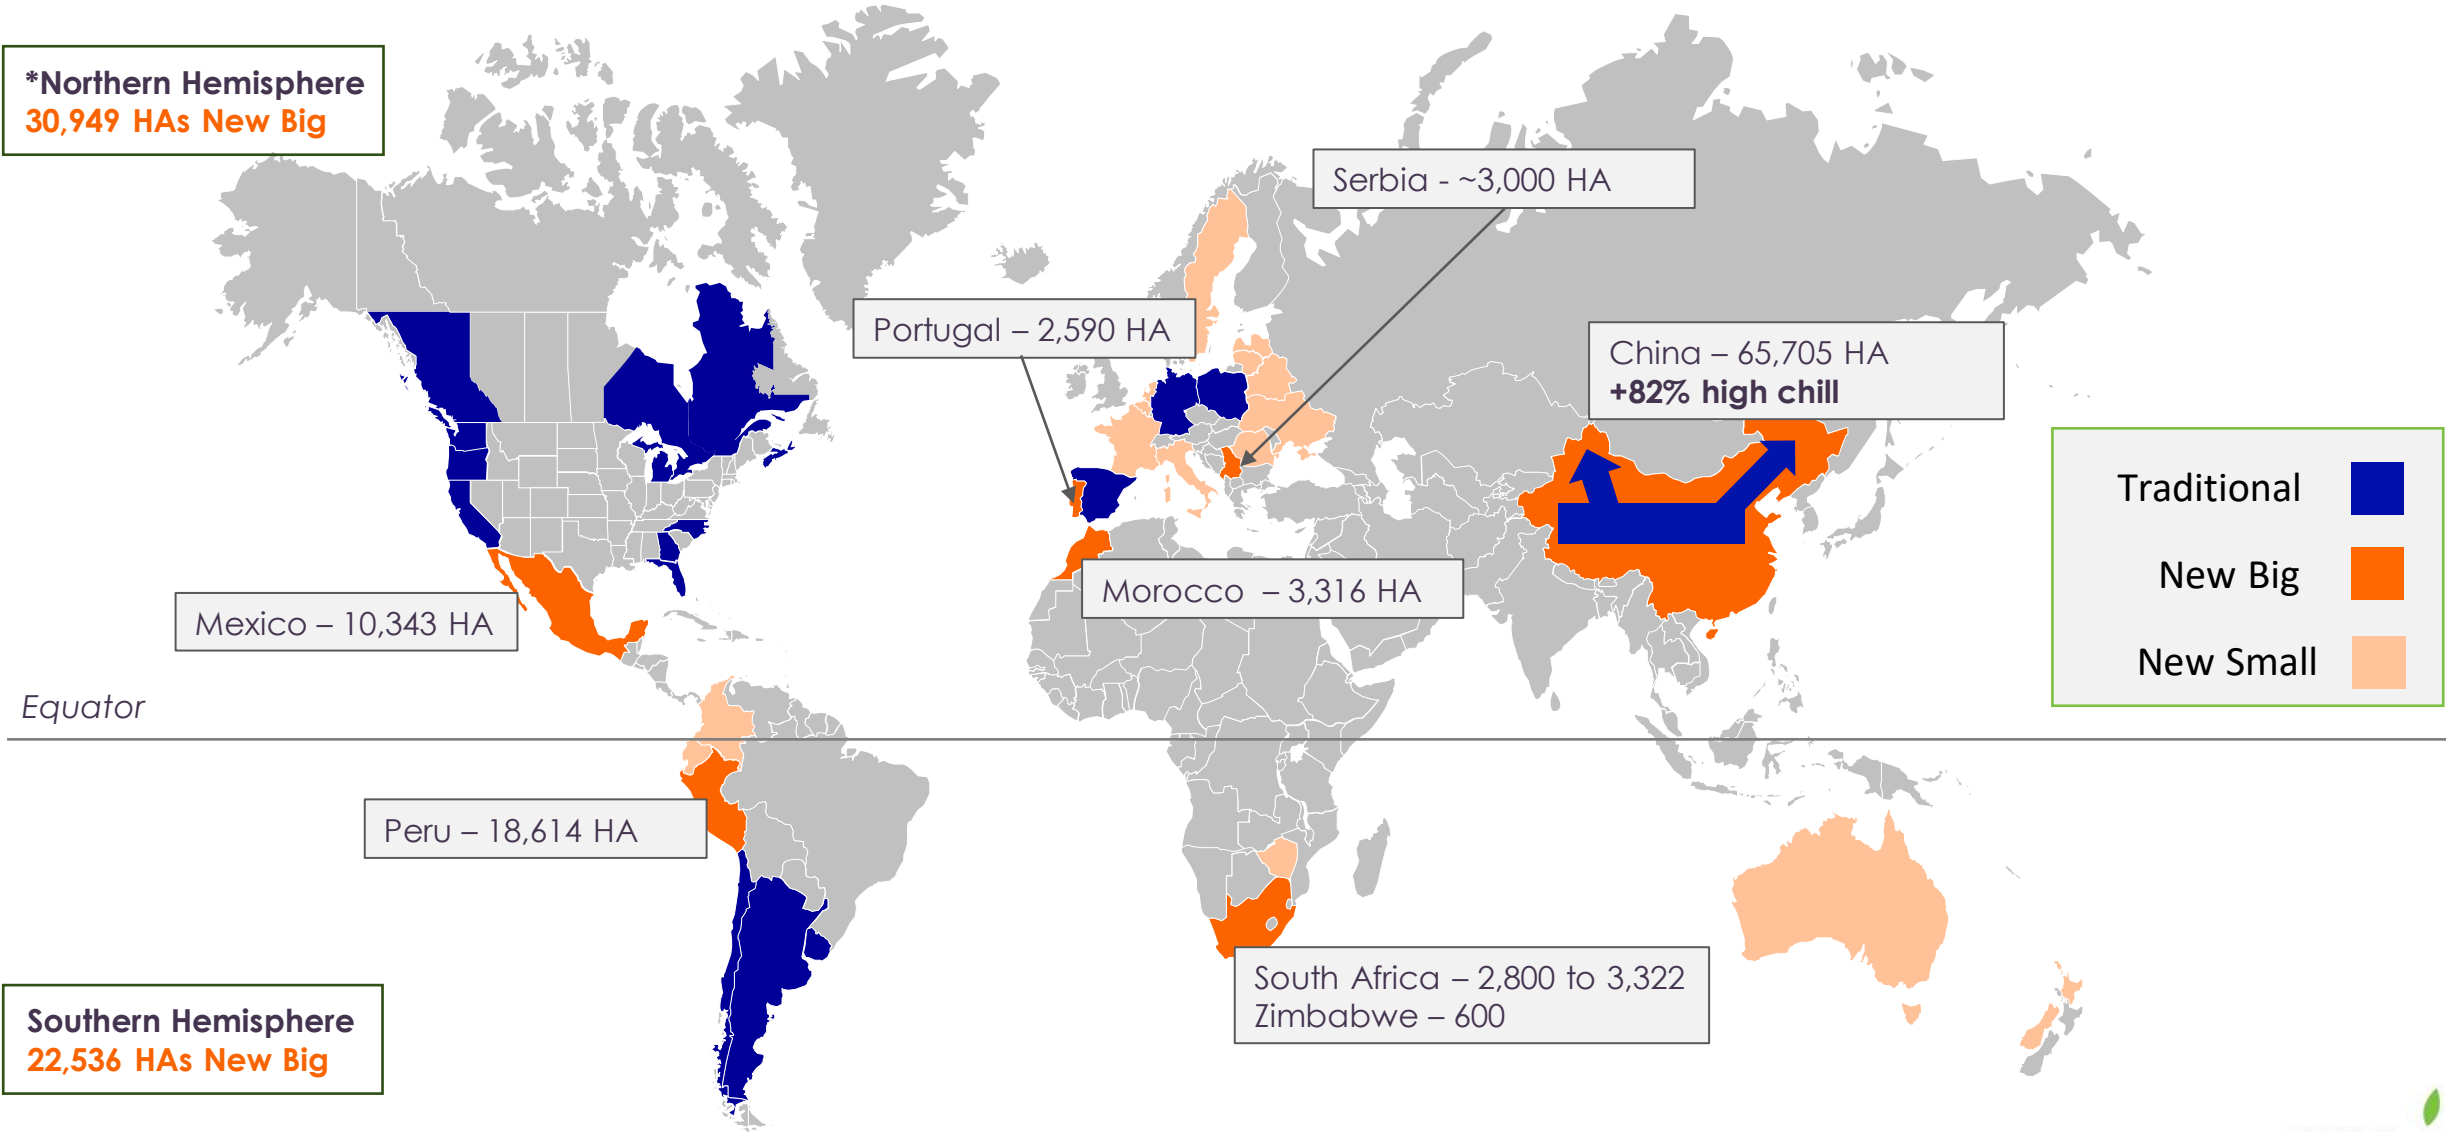 *Northern Hemisphere
30,949 HAs New Big
Serbia - ~3,000 HA
Portugal – 2,590 HA
China – 65,705 HA
+82% high chill
Traditional
New Big
New Small
Morocco – 3,316 HA
Mexico – 10,343 HA
Equator
Peru – 18,614 HA
South Africa – 2,800 to 3,322
Zimbabwe – 600
Southern Hemisphere
22,536 HAs New Big